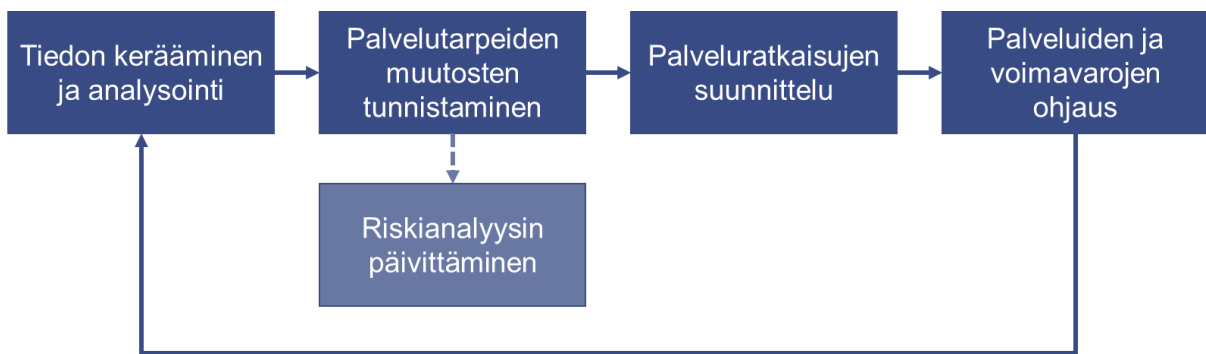 Tiedon kerääminen
ja analysointi
Palvelutarpeiden
muutosten
tunnistaminen
Palveluratkaisujen
suunnittelu
Palveluiden ja
voimavarojen
ohjaus
Riskianalyysin
päivittäminen